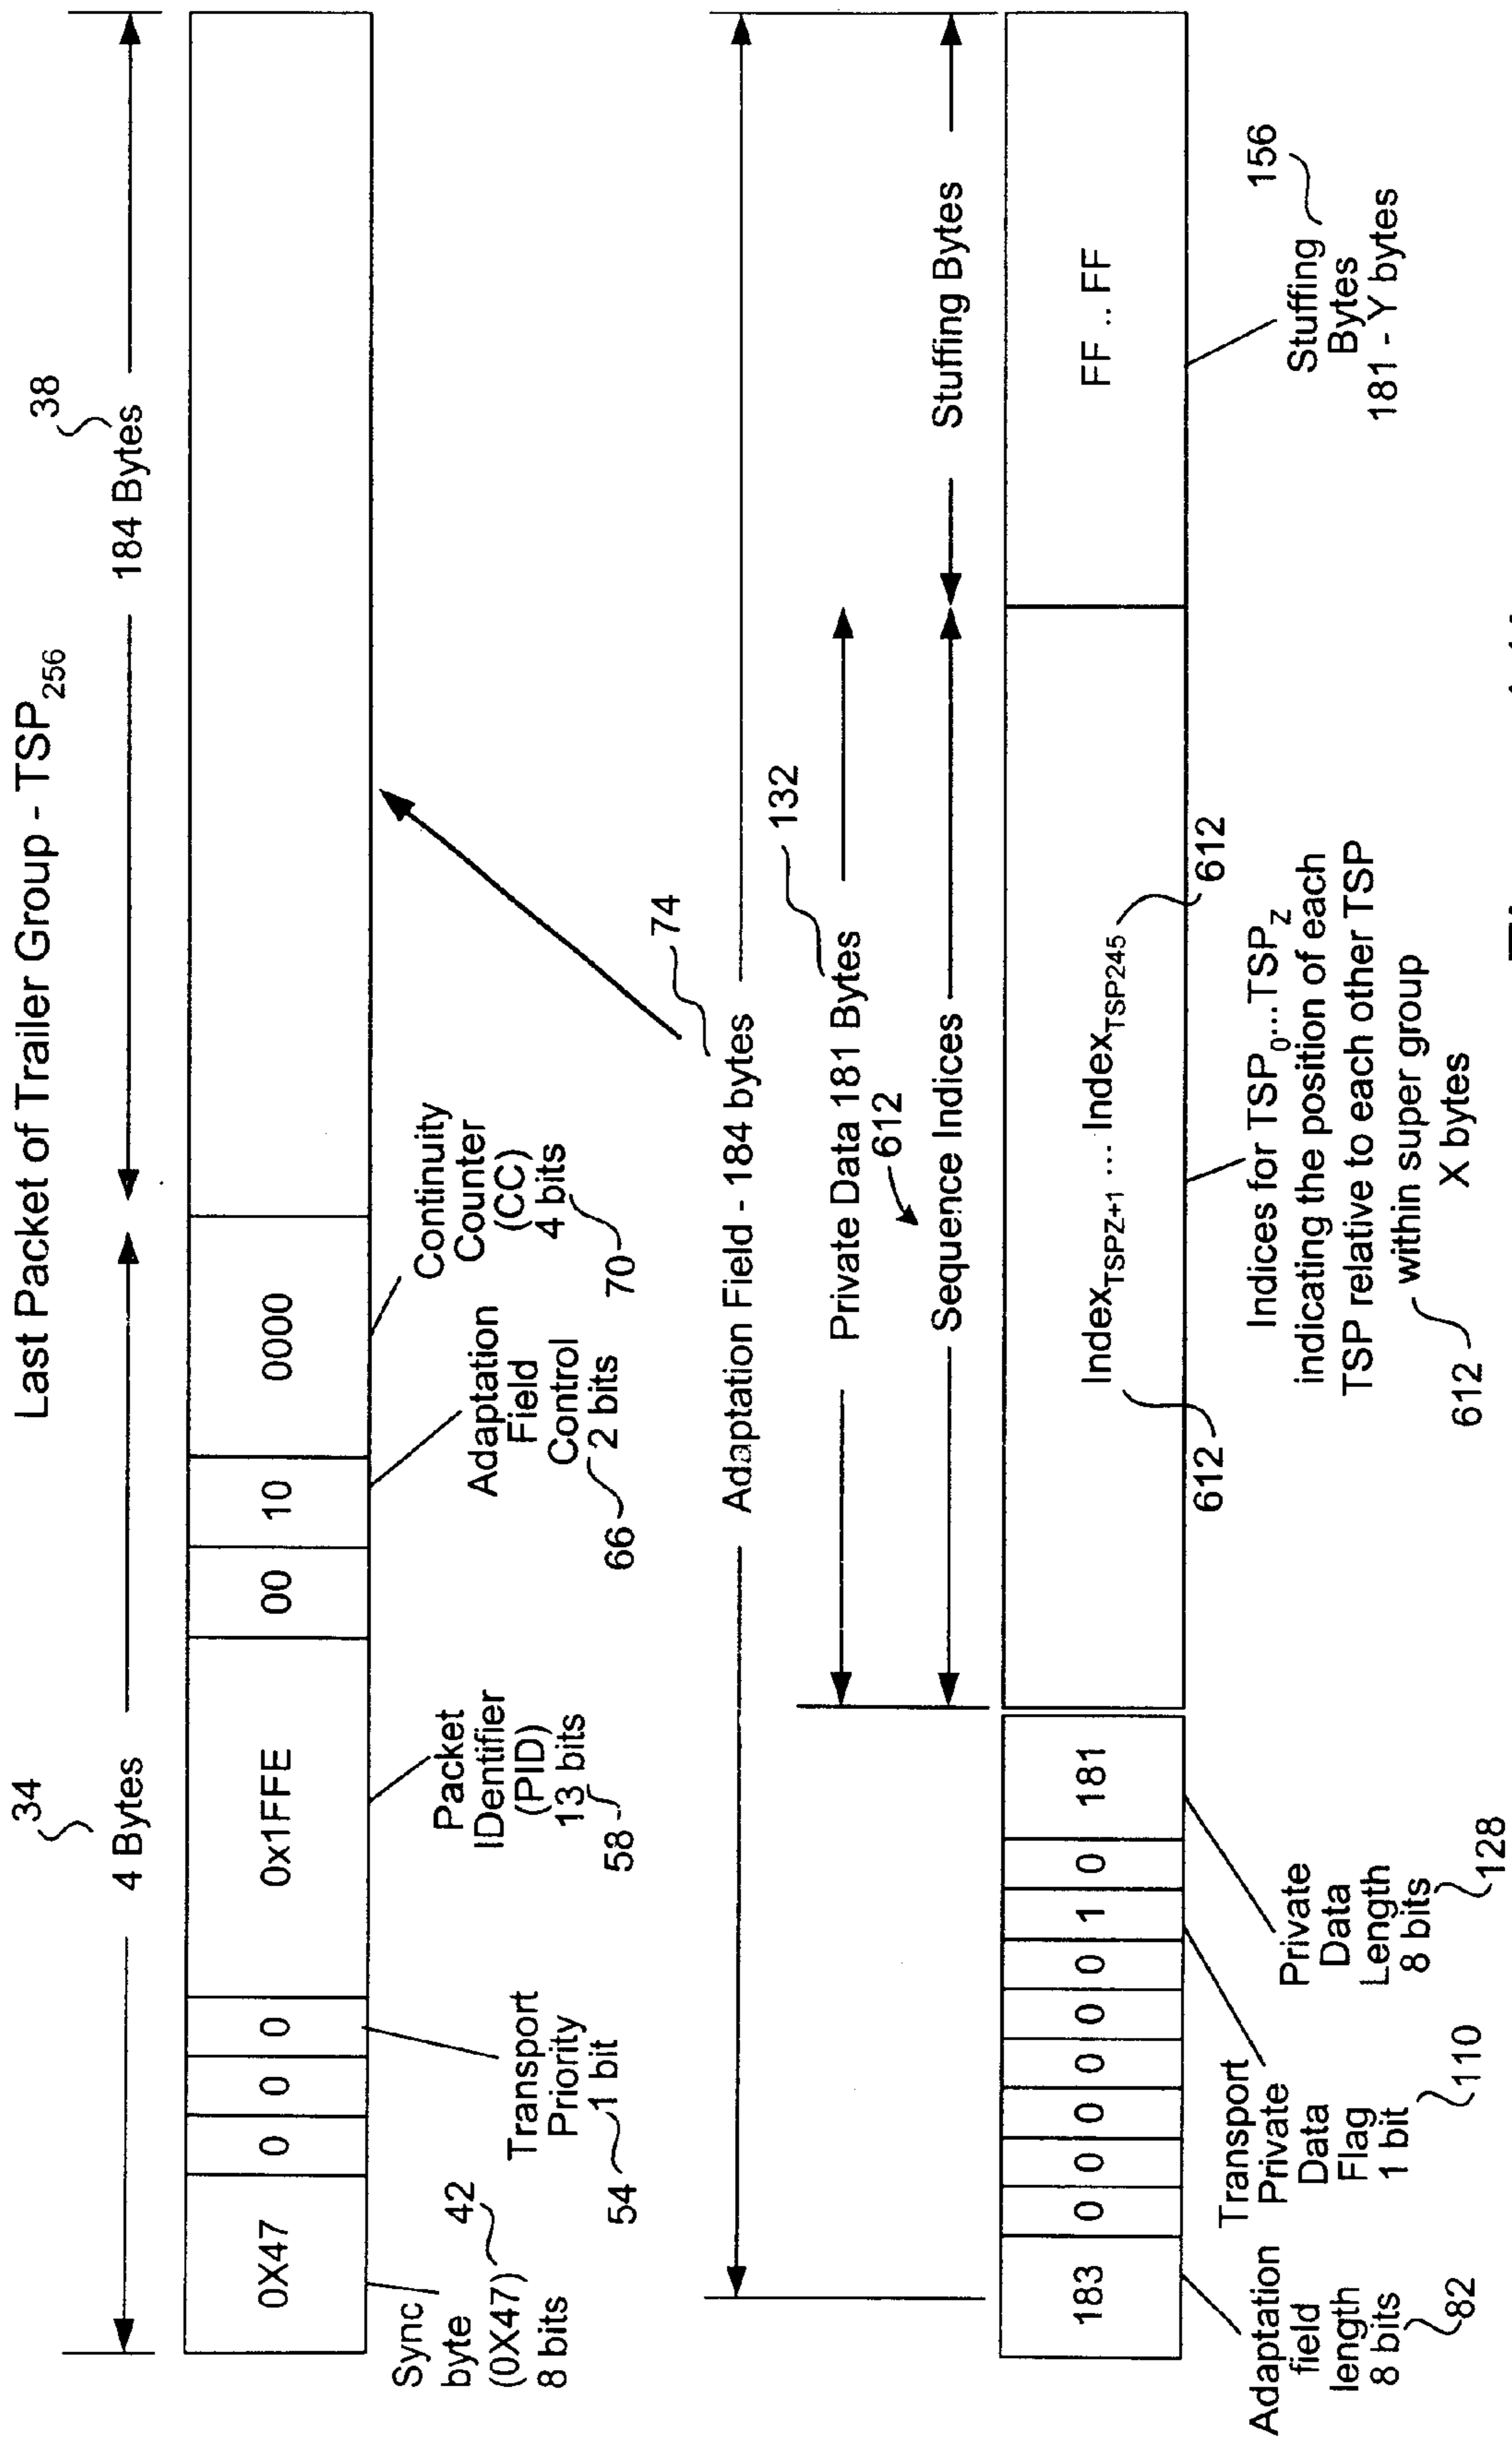 Last Packet of Trailer Group - TSP256
34
4 Bytes
38
184 Bytes
0X47
0
0
0
0x1FFE
00
10
0000
Sync
byte
(0X47)
8 bits
42
Transport
Priority
1 bit
54
Packet
IDentifier
(PID)
13 bits
58
Adaptation
Field
Control
2 bits
66
Continuity
Counter
(CC)
4 bits
70
74
Adaptation Field - 184 bytes
132
Private Data 181 Bytes
612
Sequence Indices
Stuffing Bytes
183
0
0
0
0
0
0
1
0
181
IndexTSPZ+1 ... IndexTSP245
FF .. FF
Adaptation
field
length
8 bits
82
Transport
Private
Data
Flag
1 bit
110
Private
Data
Length
8 bits
128
612
612
Indices for TSP0...TSPZ
indicating the position of each
TSP relative to each other TSP
within super group
X bytes
612
Stuffing
Bytes
181 - Y bytes
156